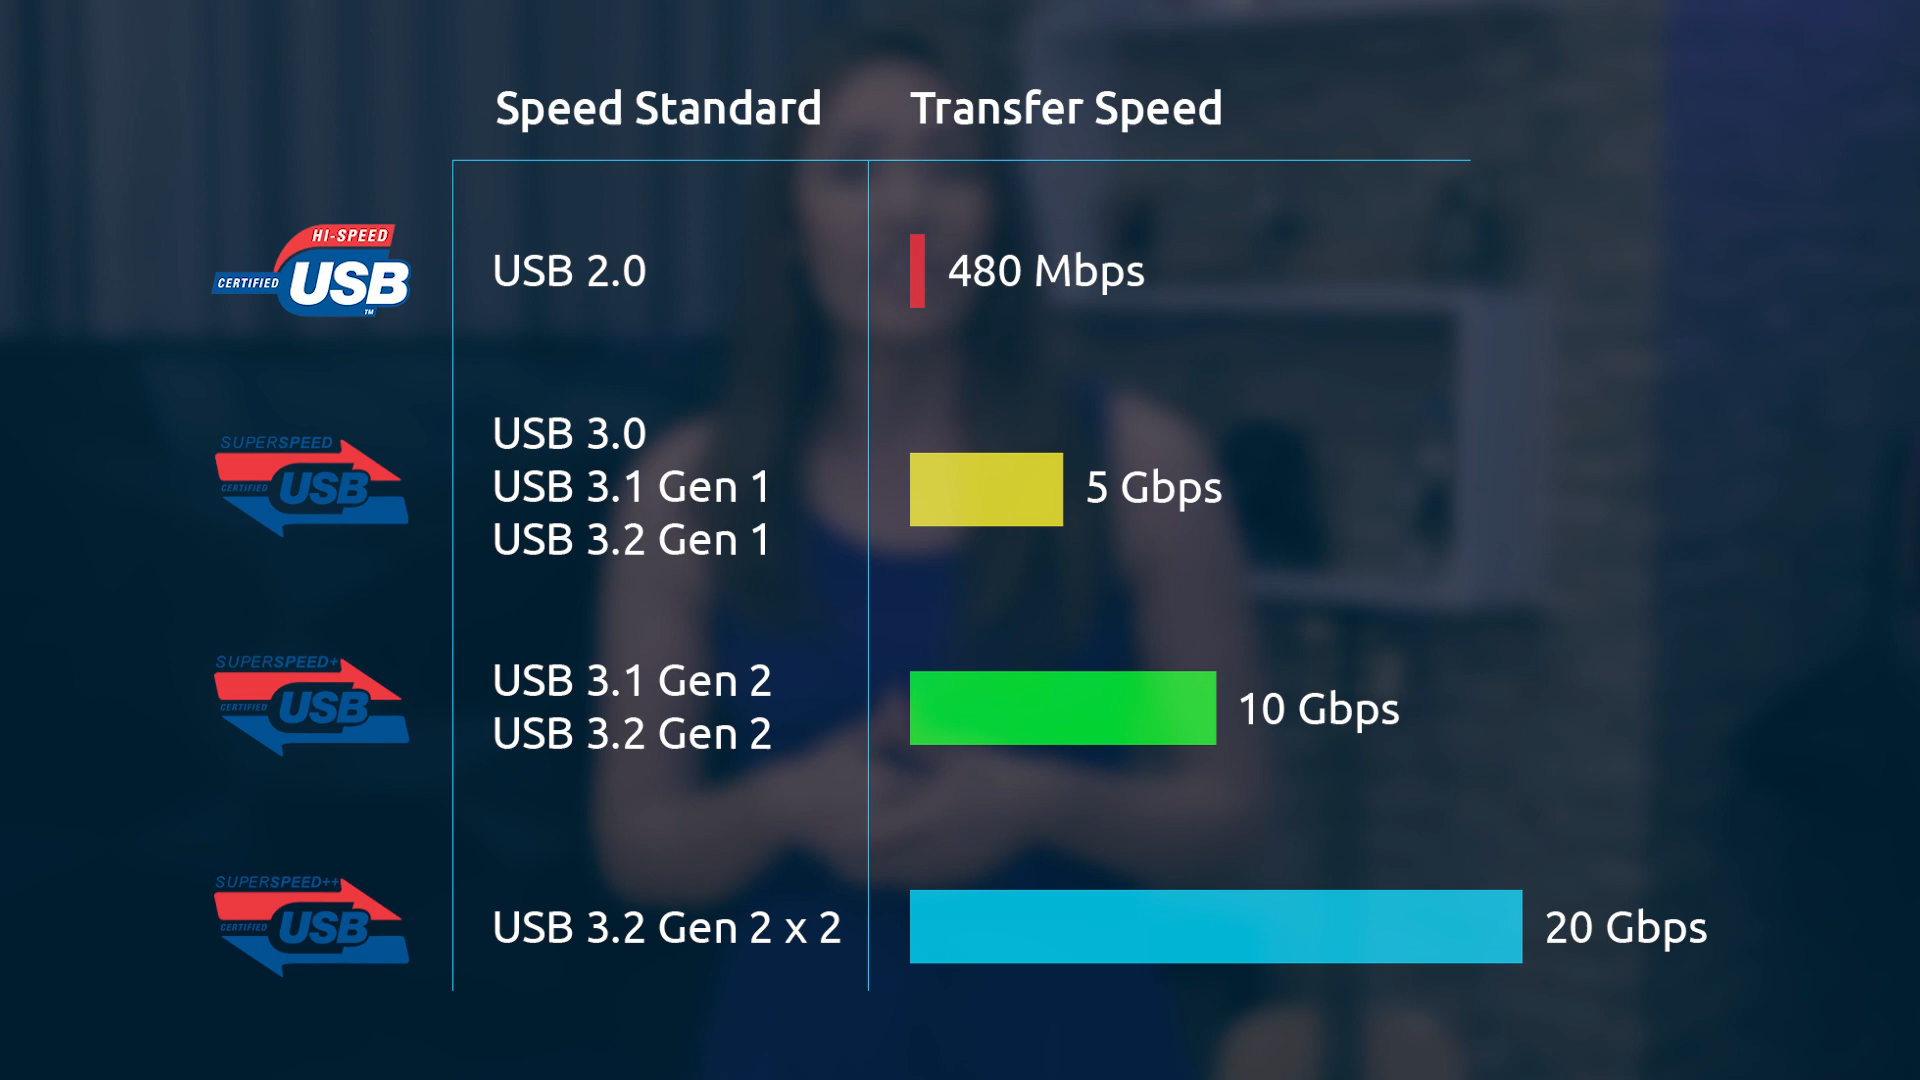 Speed Standard Transfer Speed
HI-SPEED
CERTIFIED USB TM
USB 2.0
480 Mbps
SUPERSPEED
CERTIFIED USB
USB 3.0
USB 3.1 Gen 1
USB 3.2 Gen 1
5 Gbps
SUPERSPEED+
CERTIFIED USB
USB 3.1 Gen 2
USB 3.2 Gen 2
10 Gbps
SUPERSPEED++
CERTIFIED USB
USB 3.2 Gen 2 x 2
20 Gbps